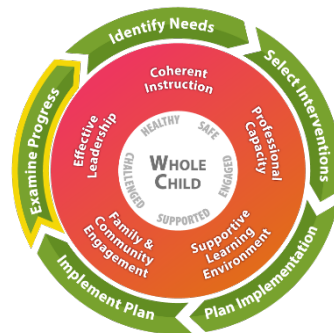 Identify Needs
Select Interventions
Plan Implementation
Implement Plan
Examine Progress
Coherent
Instruction
Professional
Capacity
Supportive
Learning
Environment
Family &
Community
Engagement
Effective
Leadership
HEALTHY
SAFE
ENGAGED
SUPPORTED
CHALLENGED
WHOLE
CHILD